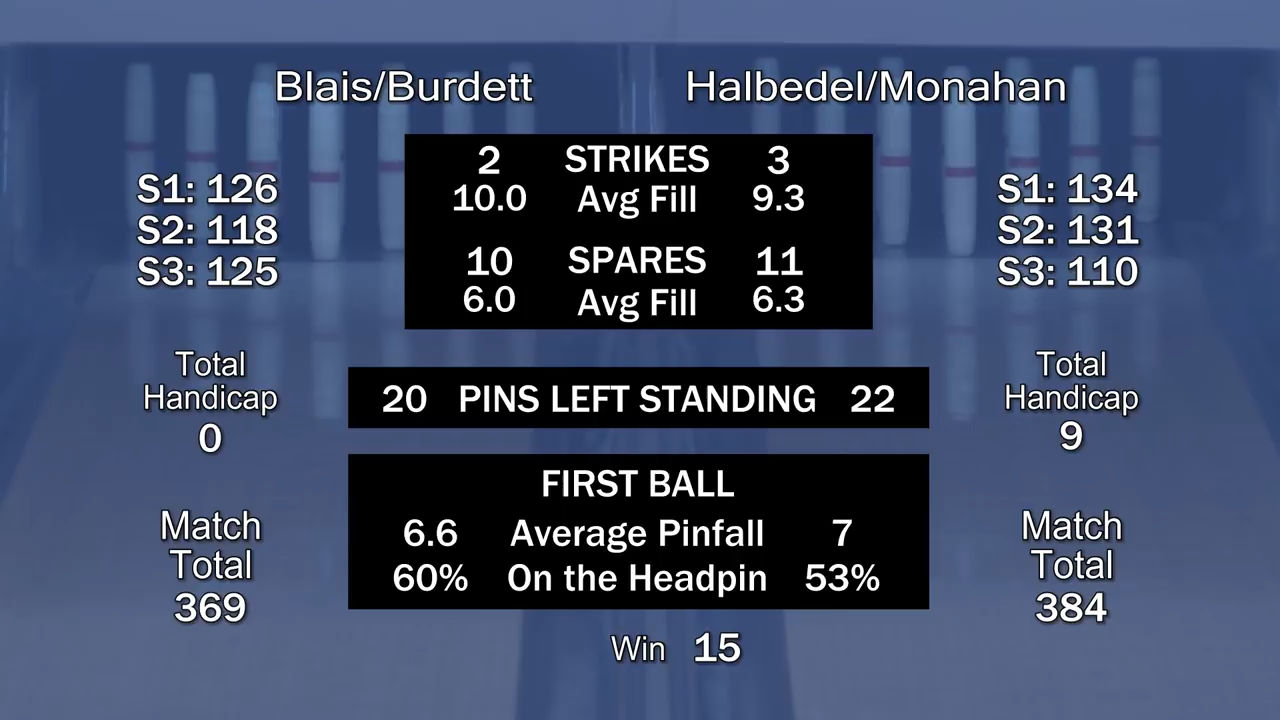 Blais/Burdett
Halbedel/Monahan
S1: 126
S2: 118
S3: 125
2 STRIKES 3
10.0 Avg Fill 9.3
10 SPARES 11
6.0 Avg Fill 6.3
S1: 134
S2: 131
S3: 110
Total
Handicap
0
20 PINS LEFT STANDING 22
Total
Handicap
9
FIRST BALL
6.6 Average Pinfall 7
60% On the Headpin 53%
Match
Total
369
Match
Total
384
Win 15